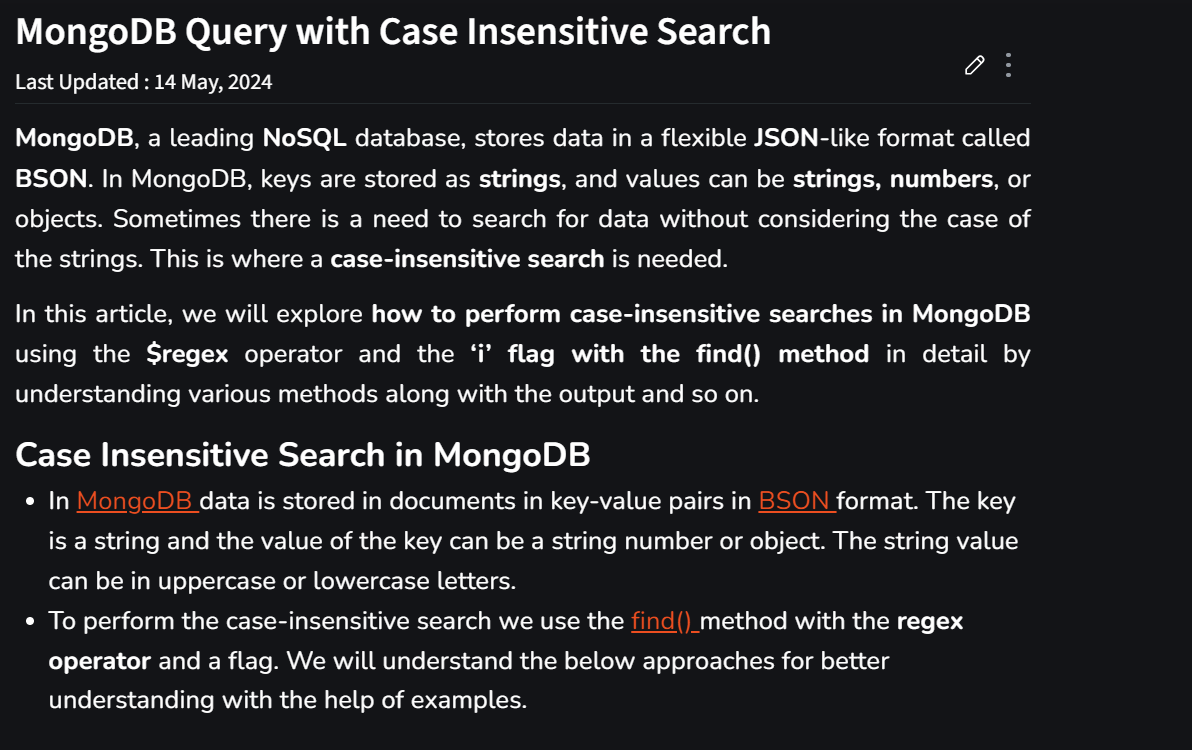 MongoDB Query with Case Insensitive Search
Last Updated : 14 May, 2024
MongoDB, a leading NoSQL database, stores data in a flexible JSON-like format called
BSON. In MongoDB, keys are stored as strings, and values can be strings, numbers, or
objects. Sometimes there is a need to search for data without considering the case of
the strings. This is where a case-insensitive search is needed.
In this article, we will explore how to perform case-insensitive searches in MongoDB
using the $regex operator and the ‘i’ flag with the find() method in detail by
understanding various methods along with the output and so on.
Case Insensitive Search in MongoDB
• In MongoDB data is stored in documents in key-value pairs in BSON format. The key
is a string and the value of the key can be a string number or object. The string value
can be in uppercase or lowercase letters.
• To perform the case-insensitive search we use the find() method with the regex
operator and a flag. We will understand the below approaches for better
understanding with the help of examples.